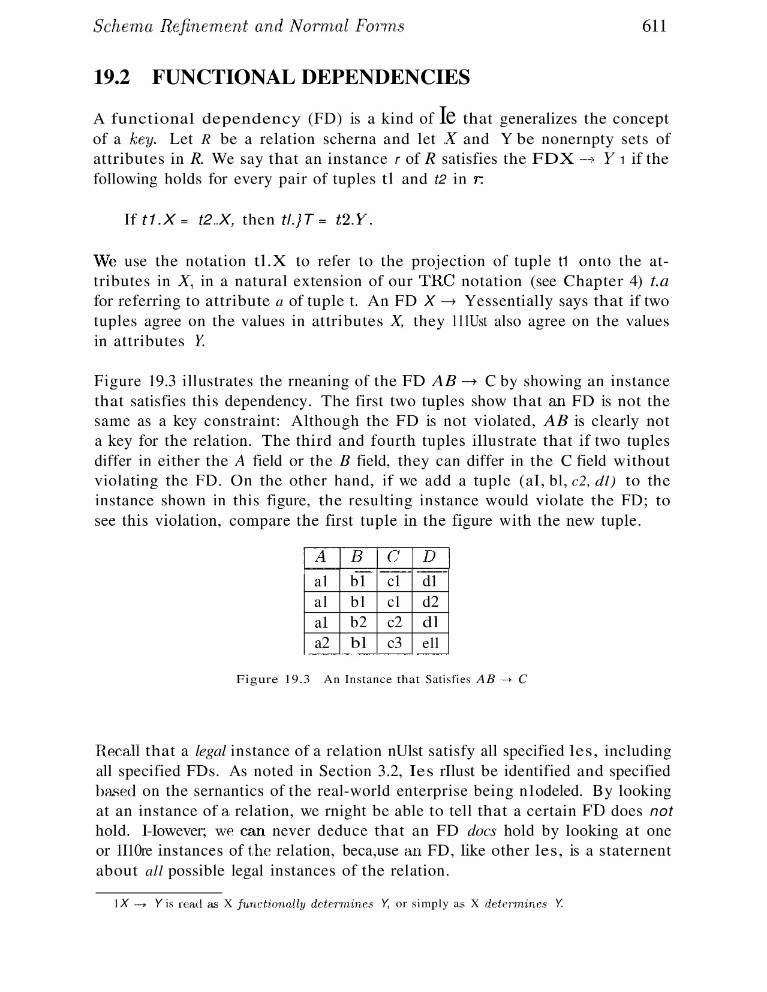 Schema Refinement and Normal Forms 611
19.2 FUNCTIONAL DEPENDENCIES
A functional dependency (FD) is a kind of Ie that generalizes the concept
of a key. Let R be a relation scherna and let X and Y be nonernpty sets of
attributes in R. We say that an instance r of R satisfies the FDX → Y 1 if the
following holds for every pair of tuples tl and t2 in r:
If t1.X = t2..X, then tl.}T = t2.Y.
We use the notation tl.X to refer to the projection of tuple t1 onto the at-
tributes in X, in a natural extension of our TRC notation (see Chapter 4) t.a
for referring to attribute a of tuple t. An FD X → Yessentially says that if two
tuples agree on the values in attributes X, they 111Ust also agree on the values
in attributes Y.
Figure 19.3 illustrates the rneaning of the FD AB → C by showing an instance
that satisfies this dependency. The first two tuples show that an FD is not the
same as a key constraint: Although the FD is not violated, AB is clearly not
a key for the relation. The third and fourth tuples illustrate that if two tuples
differ in either the A field or the B field, they can differ in the C field without
violating the FD. On the other hand, if we add a tuple (aI, bl, c2, dl) to the
instance shown in this figure, the resulting instance would violate the FD; to
see this violation, compare the first tuple in the figure with the new tuple.
A B C D
al b1 c1 d1
al bl cl d2
al b2 c2 dl
a2 b1 c3 ell
Figure 19.3 An Instance that Satisfies AB → C
Recall that a legal instance of a relation nUlst satisfy all specified les, including
all specified FDs. As noted in Section 3.2, Ies rIlust be identified and specified
based on the sernantics of the real-world enterprise being n1odeled. By looking
at an instance of a relation, we rnight be able to tell that a certain FD does not
hold. I-Iowever; we can never deduce that an FD docs hold by looking at one
or 1II10re instances of the relation, beca,use an FD, like other les, is a staternent
about all possible legal instances of the relation.
1X → Y is read as X functionally determines Y, or simply as X determines Y.